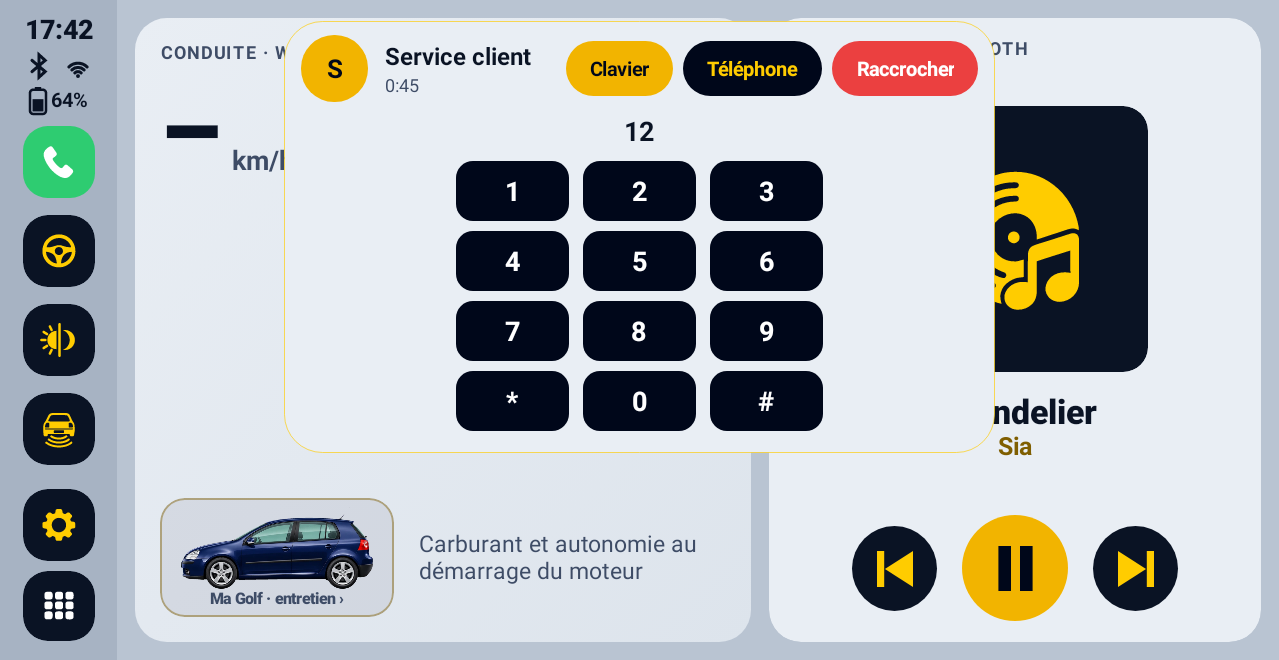 17:42
64%
CONDUITE ·
km/h
Ma Golf · entretien ›
Carburant et autonomie au
démarrage du moteur
S
Service client
0:45
Clavier
Téléphone
Raccrocher
12
1 2 3
4 5 6
7 8 9
* 0 #
OTH
ndelier
Sia